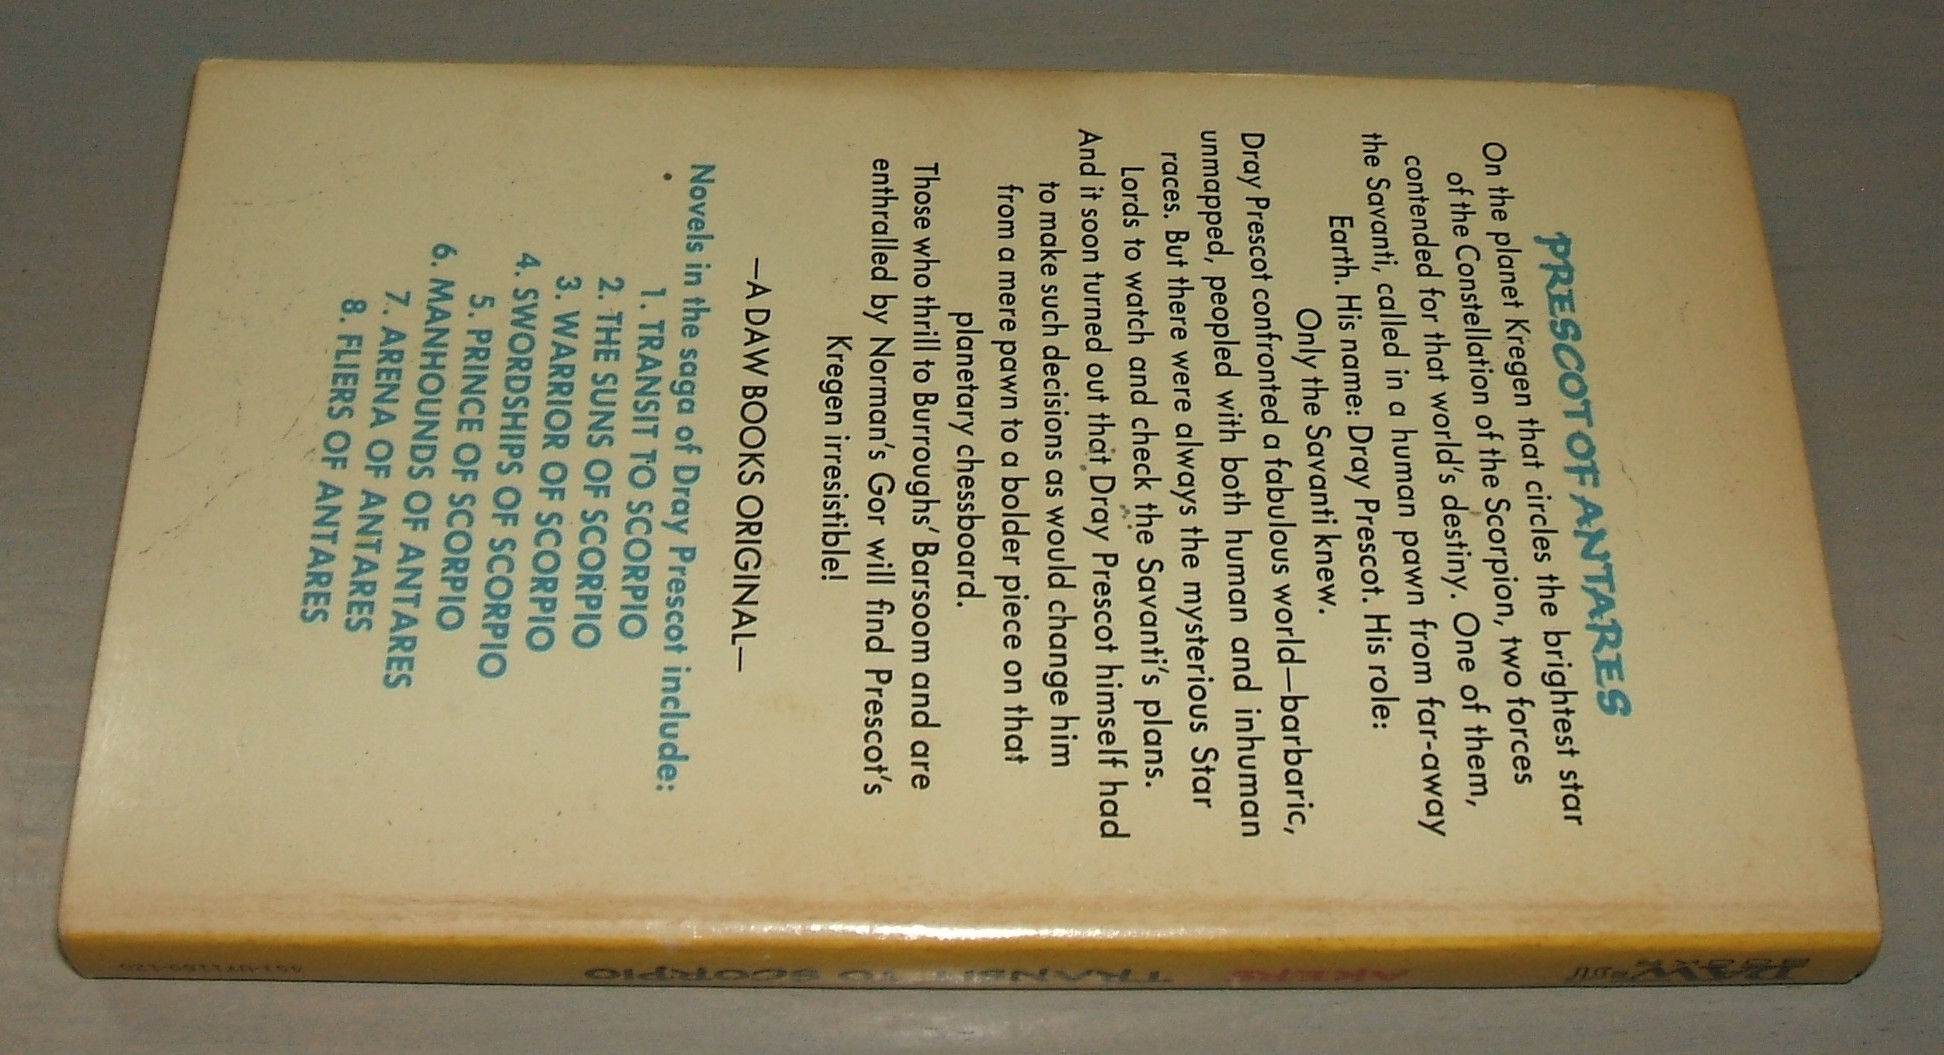 PRESCOT OF ANTARES
On the planet Kregen that circles the brightest star
of the Constellation of the Scorpion, two forces
contended for that world's destiny. One of them,
the Savanti, called in a human pawn from far-away
Earth. His name: Dray Prescot. His role:
Only the Savanti knew.
Dray Prescot confronted a fabulous world—barbaric,
unmapped, peopled with both human and inhuman
races. But there were always the mysterious Star
Lords to watch and check the Savanti's plans.
And it soon turned out that Dray Prescot himself had
to make such decisions as would change him
from a mere pawn to a bolder piece on that
planetary chessboard.
Those who thrill to Burroughs' Barsoom and are
enthralled by Norman's Gor will find Prescot's
Kregen irresistible!
—A DAW BOOKS ORIGINAL—
Novels in the saga of Dray Prescot include:
1. TRANSIT TO SCORPIO
2. THE SUNS OF SCORPIO
3. WARRIOR OF SCORPIO
4. SWORDSHIPS OF SCORPIO
5. PRINCE OF SCORPIO
6. MANHOUNDS OF ANTARES
7. ARENA OF ANTARES
8. FLIERS OF ANTARES
DAW
AKERS TRANSIT TO SCORPIO